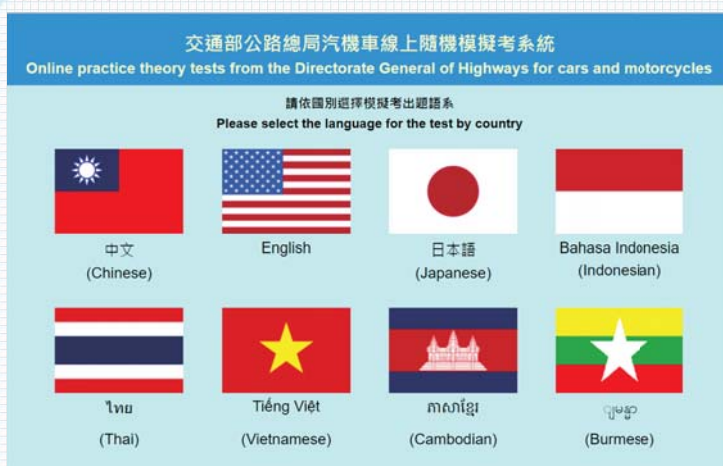 交通部公路總局汽機車線上隨機模擬考系統
Online practice theory tests from the Directorate General of Highways for cars and motorcycles
請依國別選擇模擬考出題語系
Please select the language for the test by country
中文
(Chinese)
English
日本語
(Japanese)
Bahasa Indonesia
(Indonesian)
ไทย
(Thai)
Tiếng Việt
(Vietnamese)
ភាសាខ្មែរ
(Cambodian)
(Burmese)